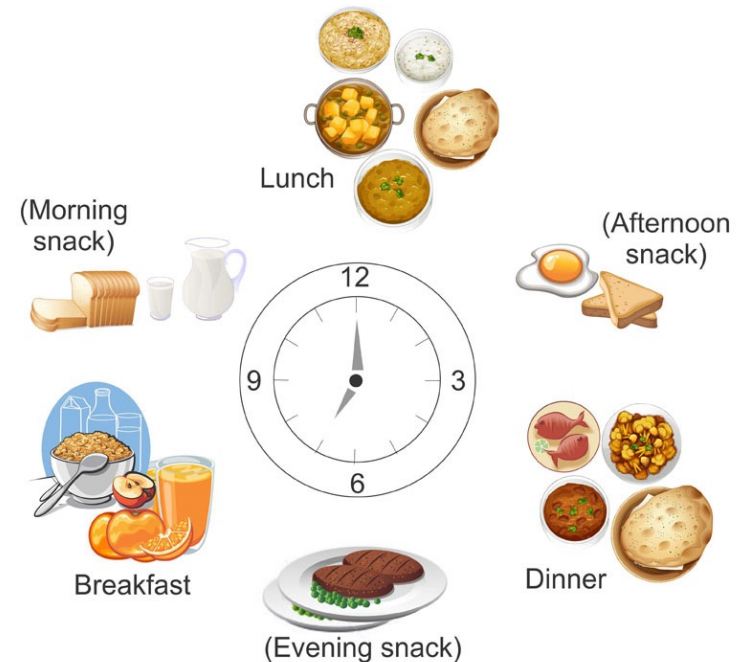 Lunch
(Morning
snack)
(Afternoon
snack)
12
9
3
6
Breakfast
Dinner
(Evening snack)